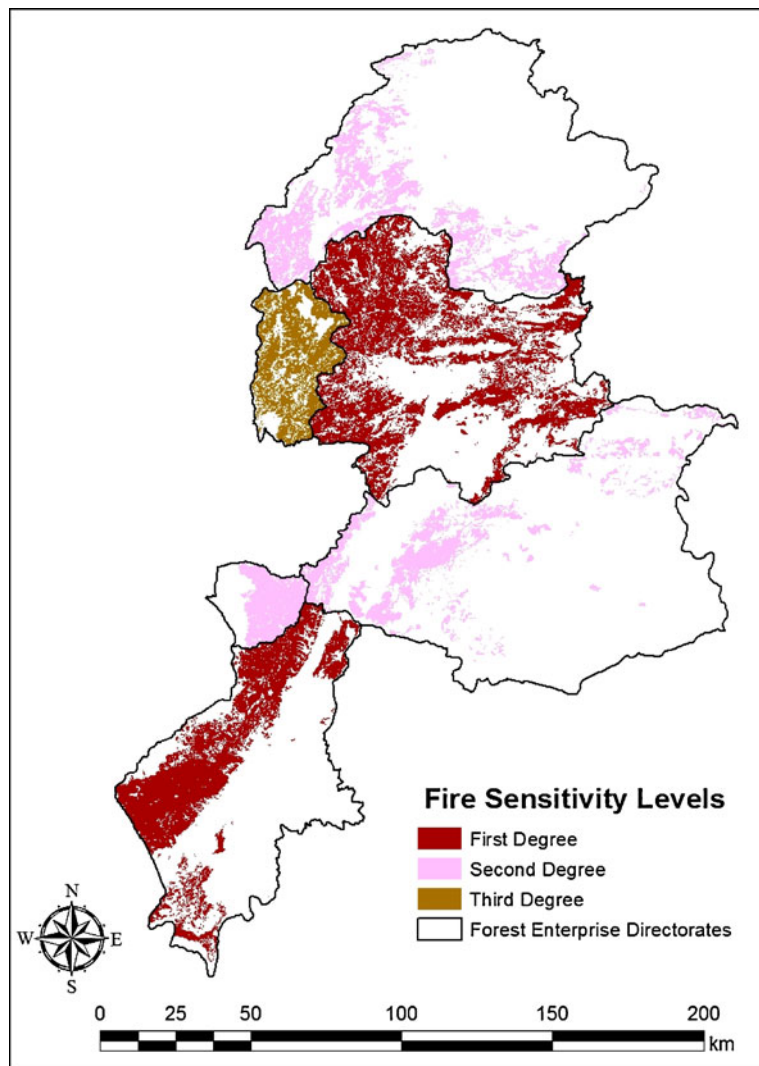 Fire Sensitivity Levels
First Degree
Second Degree
Third Degree
Forest Enterprise Directorates
N
W E
S
0 25 50 100 150 200
km